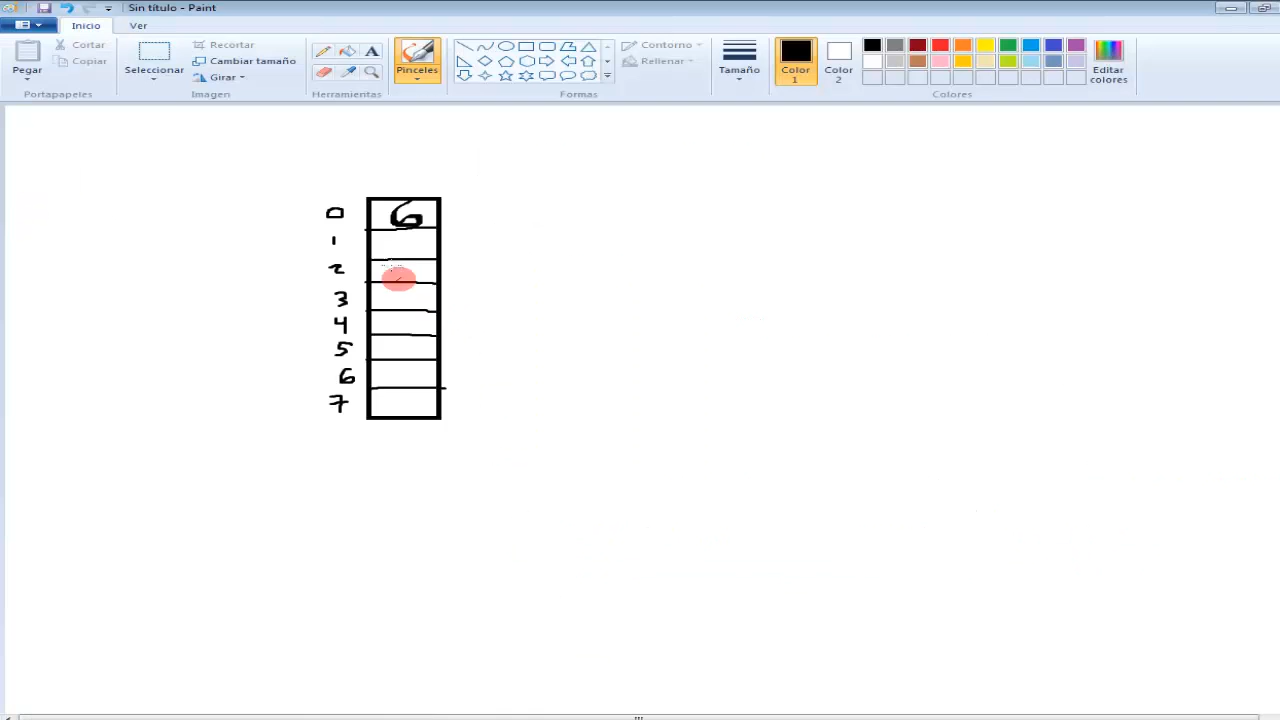 Sin título - Paint
Inicio Ver
Pegar
Cortar
Copiar
Portapapeles
Seleccionar
Recortar
Cambiar tamaño
Girar
Imagen
A
Herramientas
Pinceles
Formas
Contorno
Rellenar
Tamaño
Color 1
Color 2
Editar colores
Colores
0 6
1
2
3
4
5
6
7